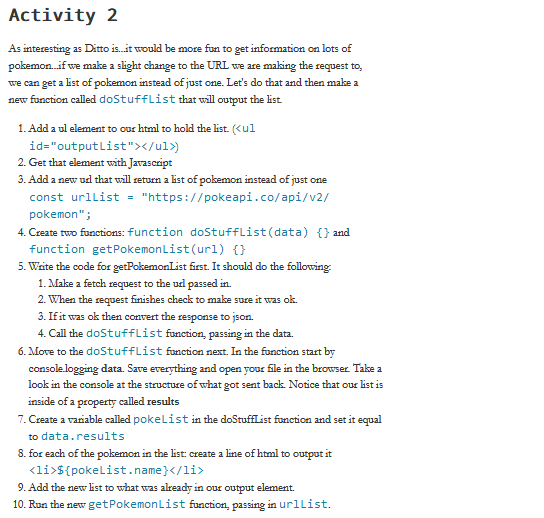 Activity 2
As interesting as Ditto is...it would be more fun to get information on lots of
pokemon...if we make a slight change to the URL we are making the request to,
we can get a list of pokemon instead of just one. Let's do that and then make a
new function called doStuffList that will output the list.
1. Add a ul element to our html to hold the list. (<ul
id="outputList"></ul>)
2. Get that element with Javascript
3. Add a new url that will return a list of pokemon instead of just one
const urlList = "https://pokeapi.co/api/v2/
pokemon";
4. Create two functions: function doStuffList(data) {} and
function getPokemonList(url) {}
5. Write the code for getPokemonList first. It should do the following:
1. Make a fetch request to the url passed in.
2. When the request finishes check to make sure it was ok.
3. If it was ok then convert the response to json.
4. Call the doStuffList function, passing in the data.
6. Move to the doStuffList function next. In the function start by
console.logging data. Save everything and open your file in the browser. Take a
look in the console at the structure of what got sent back. Notice that our list is
inside of a property called results
7. Create a variable called pokeList in the doStuffList function and set it equal
to data.results
8. for each of the pokemon in the list: create a line of html to output it
<li>${pokeList.name}</li>
9. Add the new list to what was already in our output element.
10. Run the new getPokemonList function, passing in urlList.